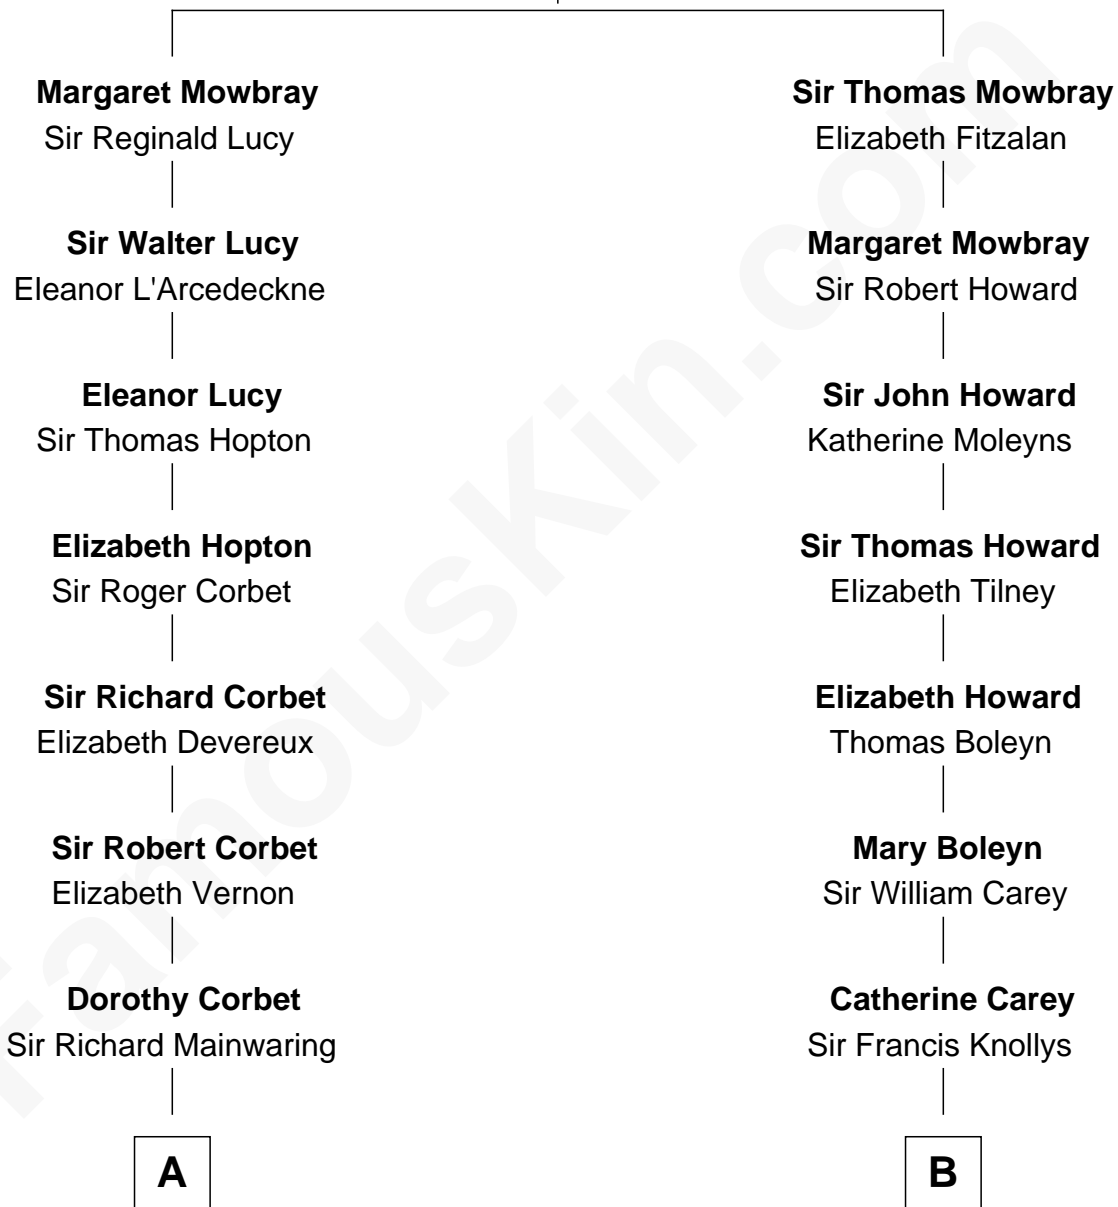 Margaret Mowbray
Sir Reginald Lucy
Sir Walter Lucy
Eleanor L'Arcedeckne
Eleanor Lucy
Sir Thomas Hopton
Elizabeth Hopton
Sir Roger Corbet
Sir Richard Corbet
Elizabeth Devereux
Sir Robert Corbet
Elizabeth Vernon
Dorothy Corbet
Sir Richard Mainwaring
A
Sir Thomas Mowbray
Elizabeth Fitzalan
Margaret Mowbray
Sir Robert Howard
Sir John Howard
Katherine Moleyns
Sir Thomas Howard
Elizabeth Tilney
Elizabeth Howard
Thomas Boleyn
Mary Boleyn
Sir William Carey
Catherine Carey
Sir Francis Knollys
B
FamousKin.com